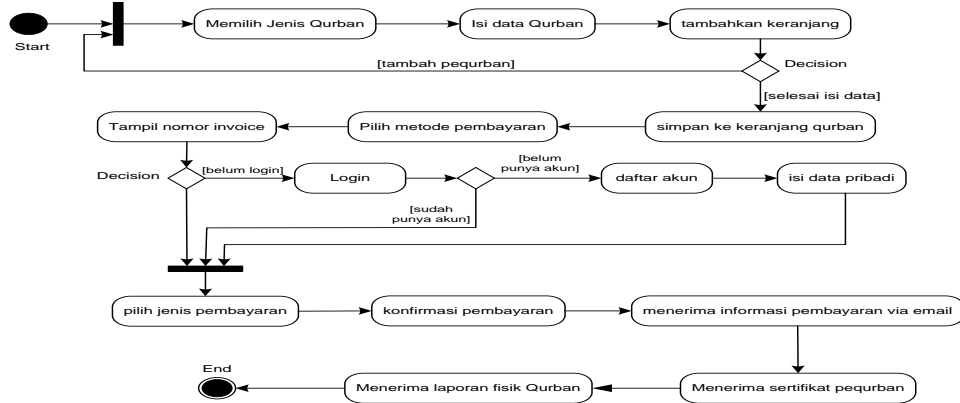 Start
Memilih Jenis Qurban
Isi data Qurban
tambahkan keranjang
[tambah pequrban]
Decision
[selesai isi data]
Tampil nomor invoice
Pilih metode pembayaran
simpan ke keranjang qurban
Decision
[belum login]
Login
[belum
punya akun]
daftar akun
isi data pribadi
[sudah
punya akun]
pilih jenis pembayaran
konfirmasi pembayaran
menerima informasi pembayaran via email
End
Menerima laporan fisik Qurban
Menerima sertifikat pequrban